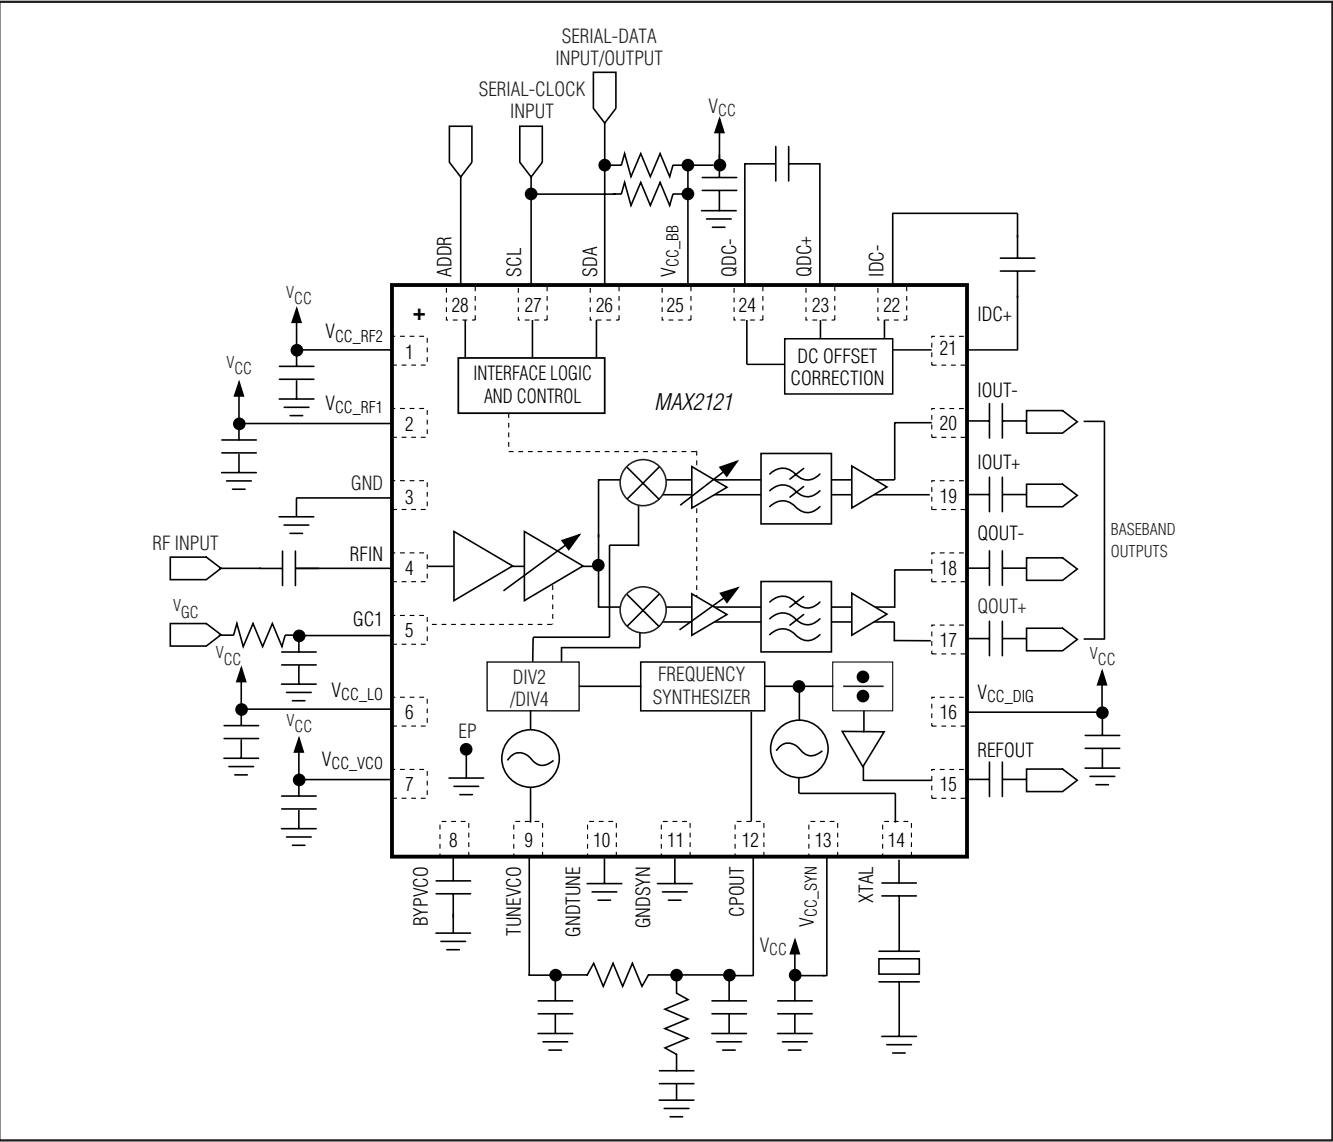 SERIAL-DATA
INPUT/OUTPUT
SERIAL-CLOCK
INPUT
VCC
ADDR
SCL
SDA
VCC_BB
QDC-
QDC+
IDC-
28
27
26
25
24
23
22
+
IDC+
VCC
VCC_RF2
1
21
INTERFACE LOGIC
AND CONTROL
DC OFFSET
CORRECTION
MAX2121
VCC
VCC_RF1
2
IOUT-
20
GND
3
IOUT+
19
RF INPUT
RFIN
4
QOUT-
18
BASEBAND
OUTPUTS
VGC
GC1
5
QOUT+
17
VCC
VCC_LO
6
DIV2
/DIV4
FREQUENCY
SYNTHESIZER
VCC
VCC_DIG
16
VCC
VCC_VCO
7
EP
REFOUT
15
8
9
10
11
12
13
14
BYPVCO
TUNEVCO
GNDTUNE
GNDSYN
CPOUT
VCC_SYN
XTAL
VCC